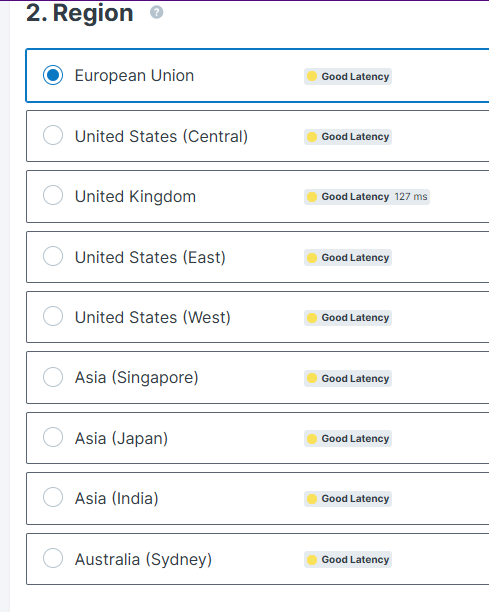 2. Region ?
European Union Good Latency
United States (Central) Good Latency
United Kingdom Good Latency 127 ms
United States (East) Good Latency
United States (West) Good Latency
Asia (Singapore) Good Latency
Asia (Japan) Good Latency
Asia (India) Good Latency
Australia (Sydney) Good Latency